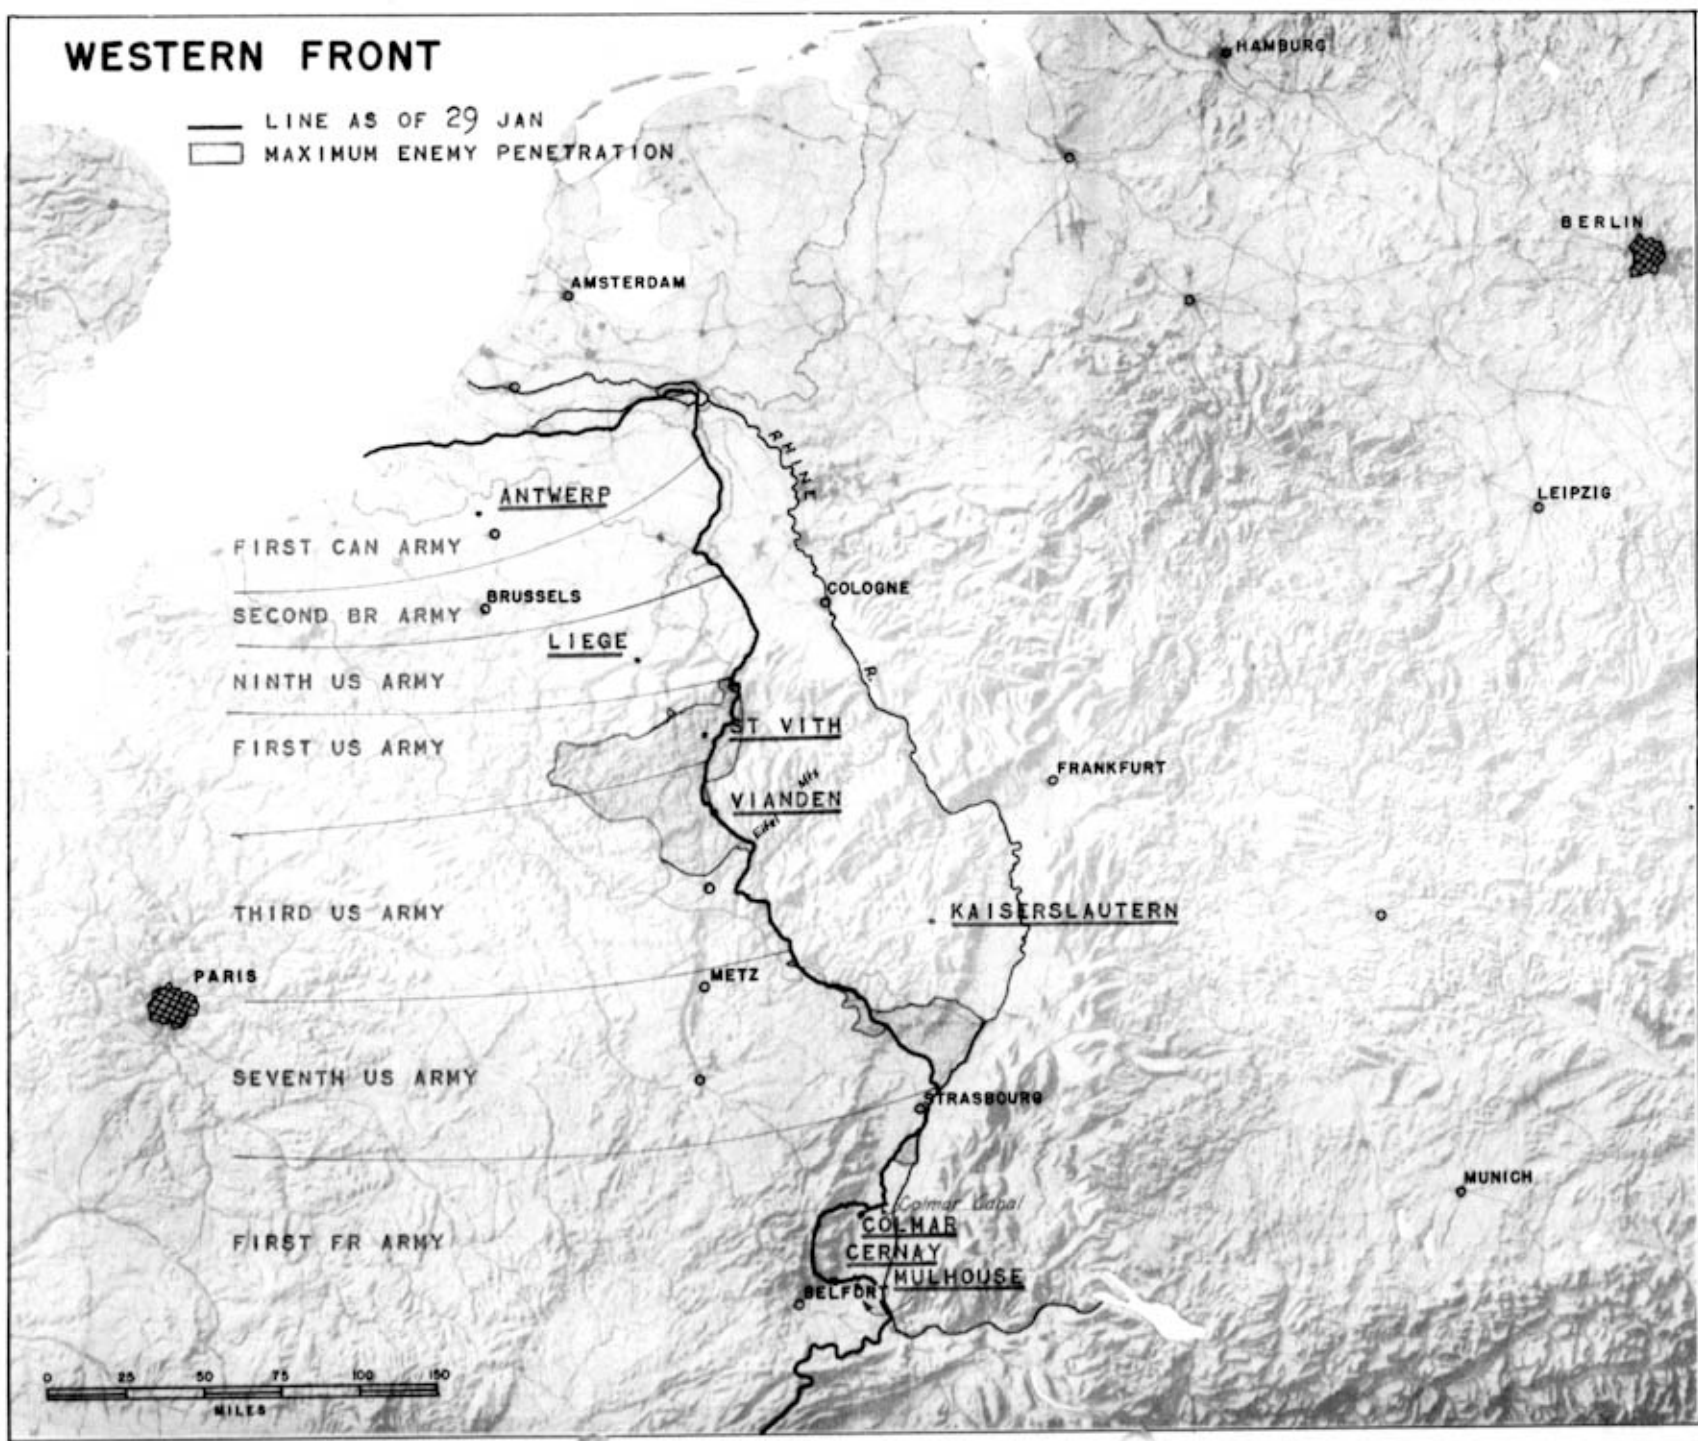 WESTERN FRONT
LINE AS OF 29 JAN
MAXIMUM ENEMY PENETRATION
HAMBURG
BERLIN
AMSTERDAM
RHINE
ANTWERP
LEIPZIG
FIRST CAN ARMY
COLOGNE
BRUSSELS
SECOND BR ARMY
LIEGE
R.
NINTH US ARMY
ST VITH
FIRST US ARMY
FRANKFURT
Mts
VIANDEN
Eifel
THIRD US ARMY
KAISERSLAUTERN
PARIS
METZ
SEVENTH US ARMY
STRASBOURG
MUNICH
Colmar Canal
COLMAR
FIRST FR ARMY
CERNAY
MULHOUSE
BELFORT
0 25 50 75 100 150
MILES